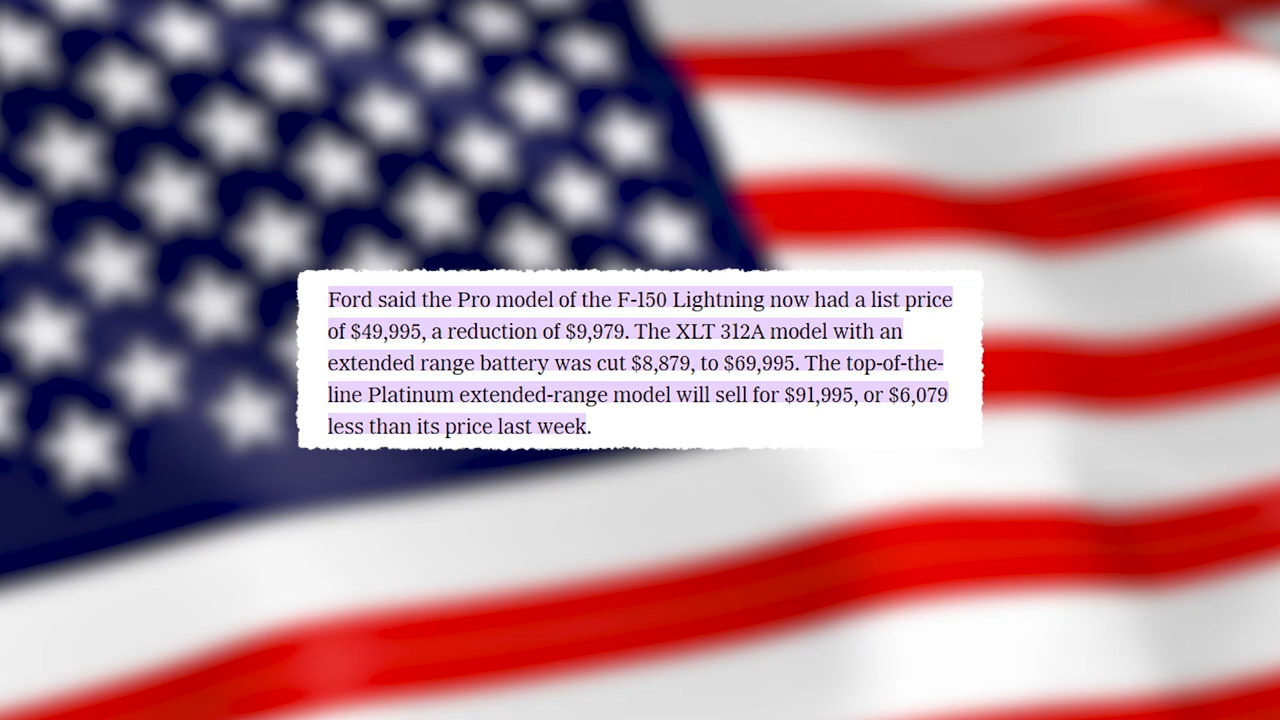 Ford said the Pro model of the F-150 Lightning now had a list price
of $49,995, a reduction of $9,979. The XLT 312A model with an
extended range battery was cut $8,879, to $69,995. The top-of-the-
line Platinum extended-range model will sell for $91,995, or $6,079
less than its price last week.